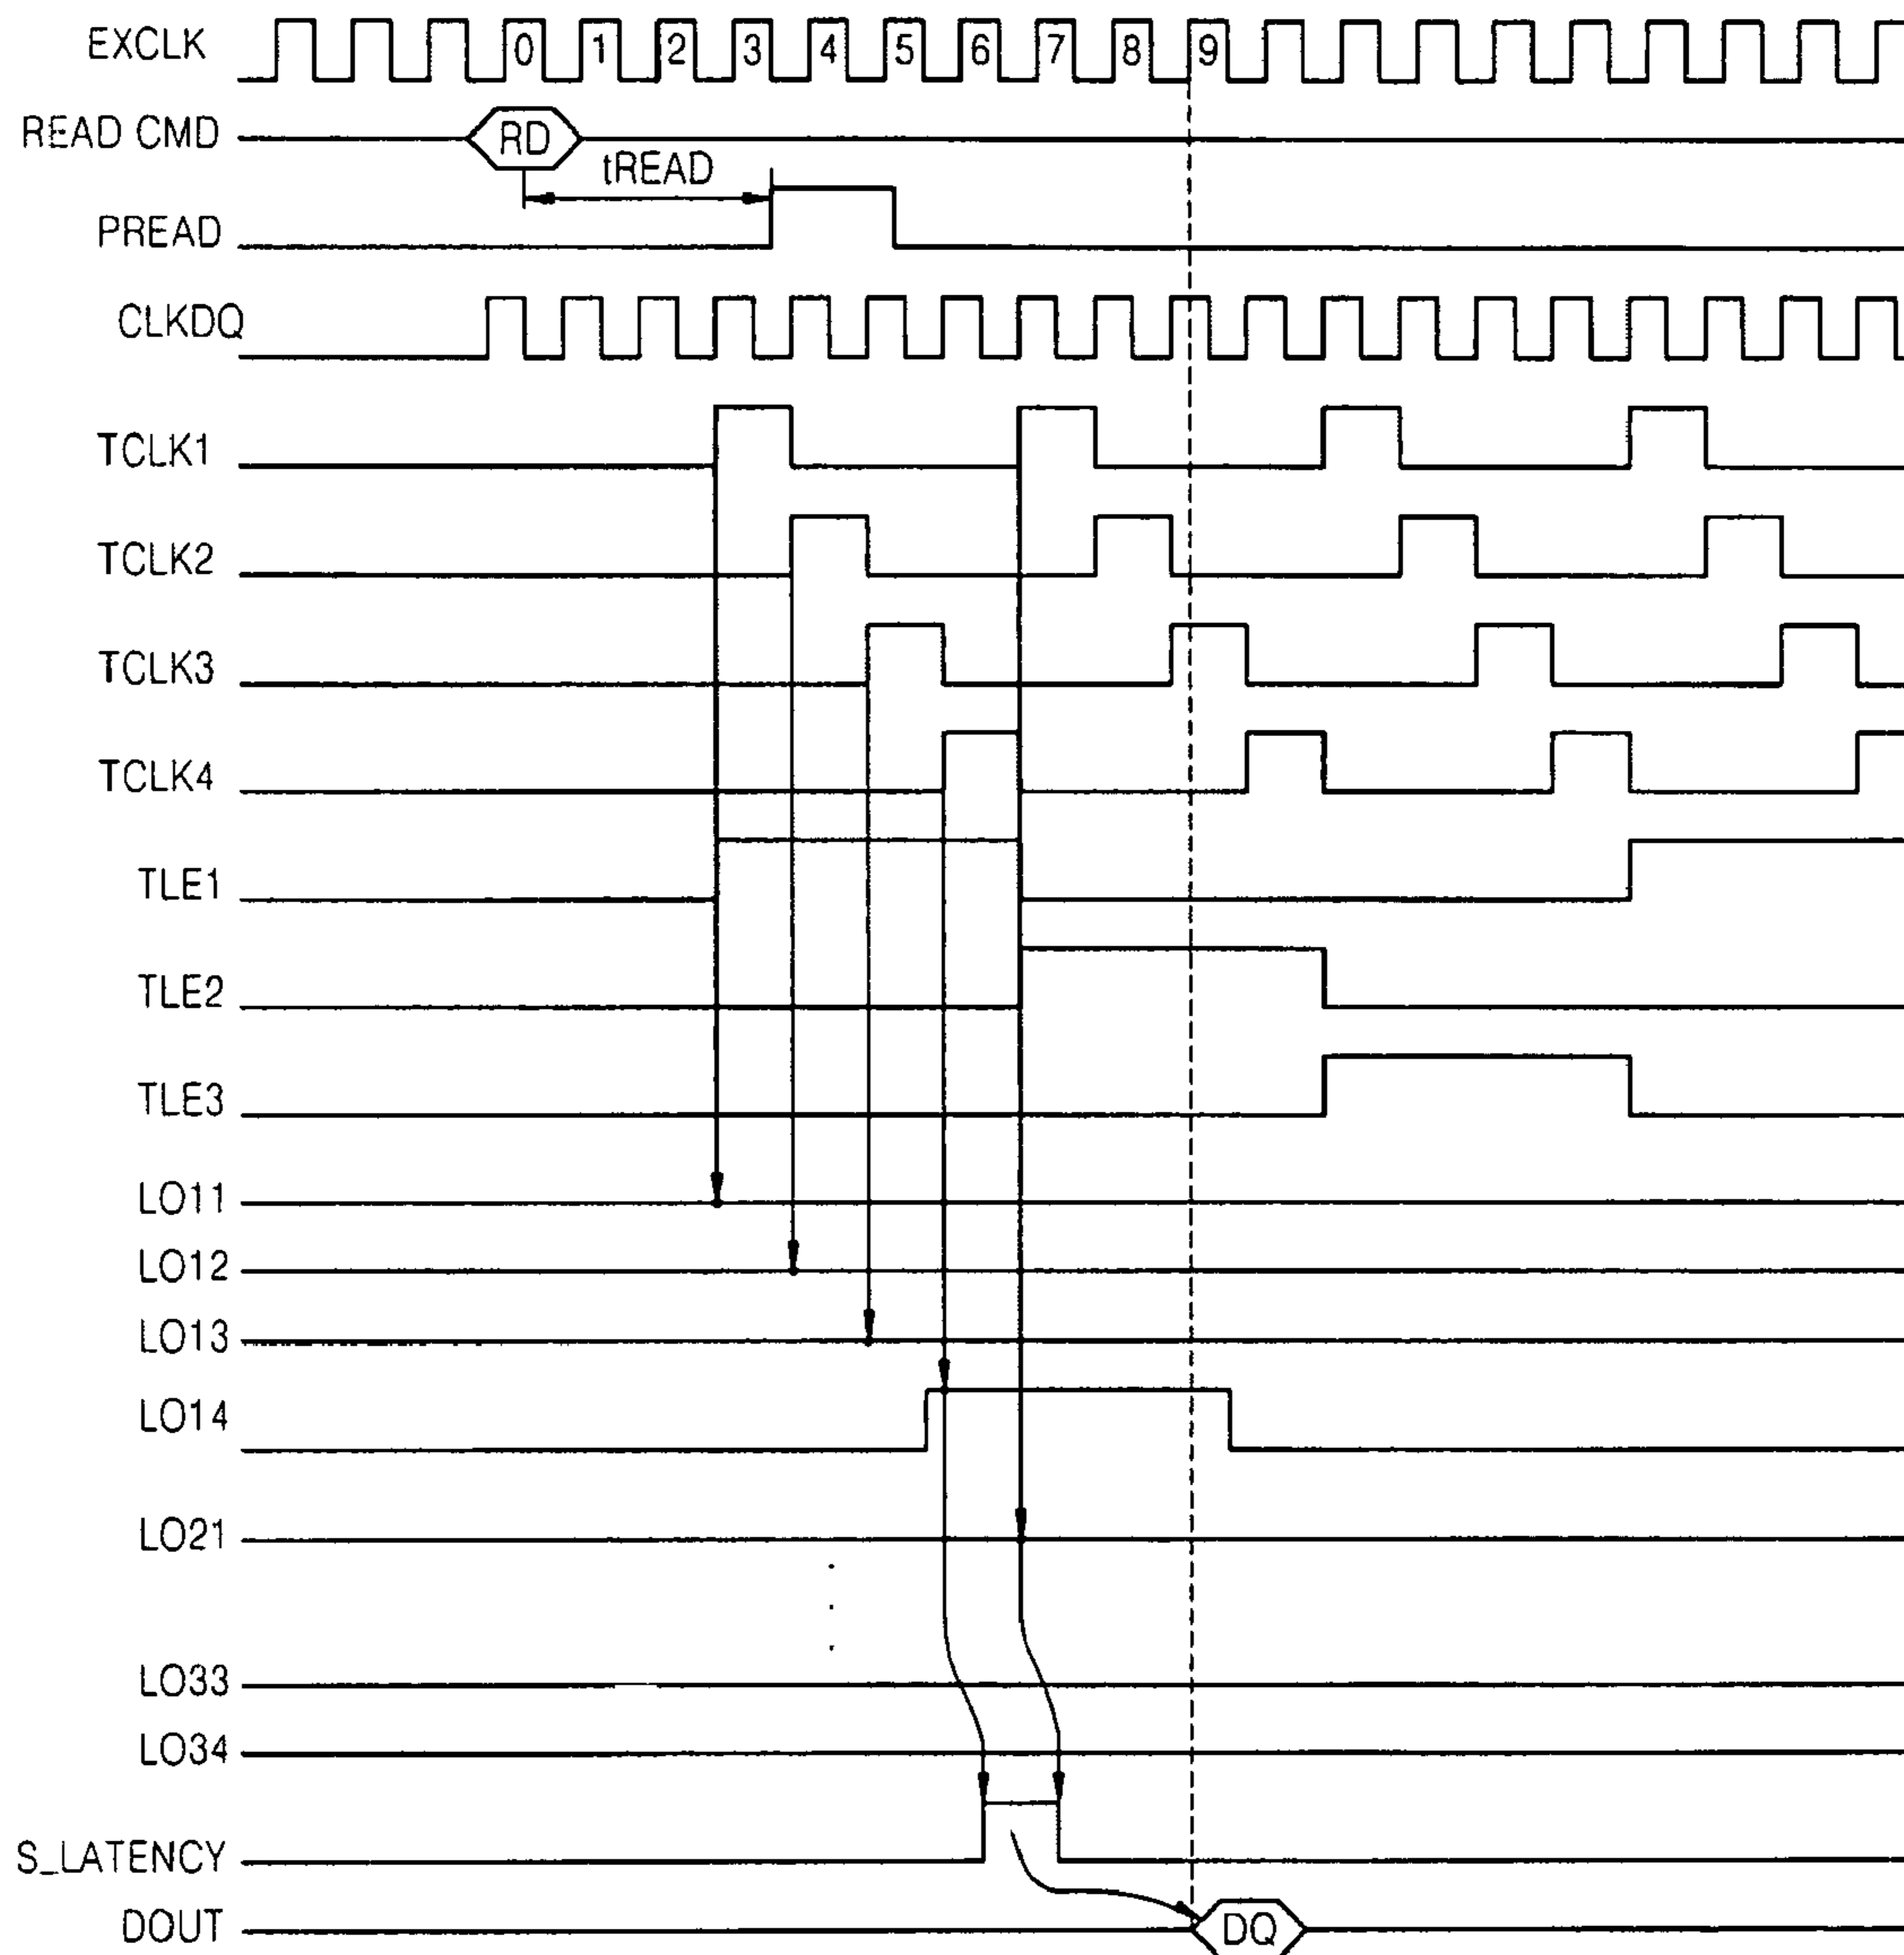 EXCLK 0 1 2 3 4 5 6 7 8 9
READ CMD RD
tREAD
PREAD
CLKDQ
TCLK1
TCLK2
TCLK3
TCLK4
TLE1
TLE2
TLE3
LO11
LO12
LO13
LO14
LO21
LO33
LO34
S_LATENCY
DOUT DQ